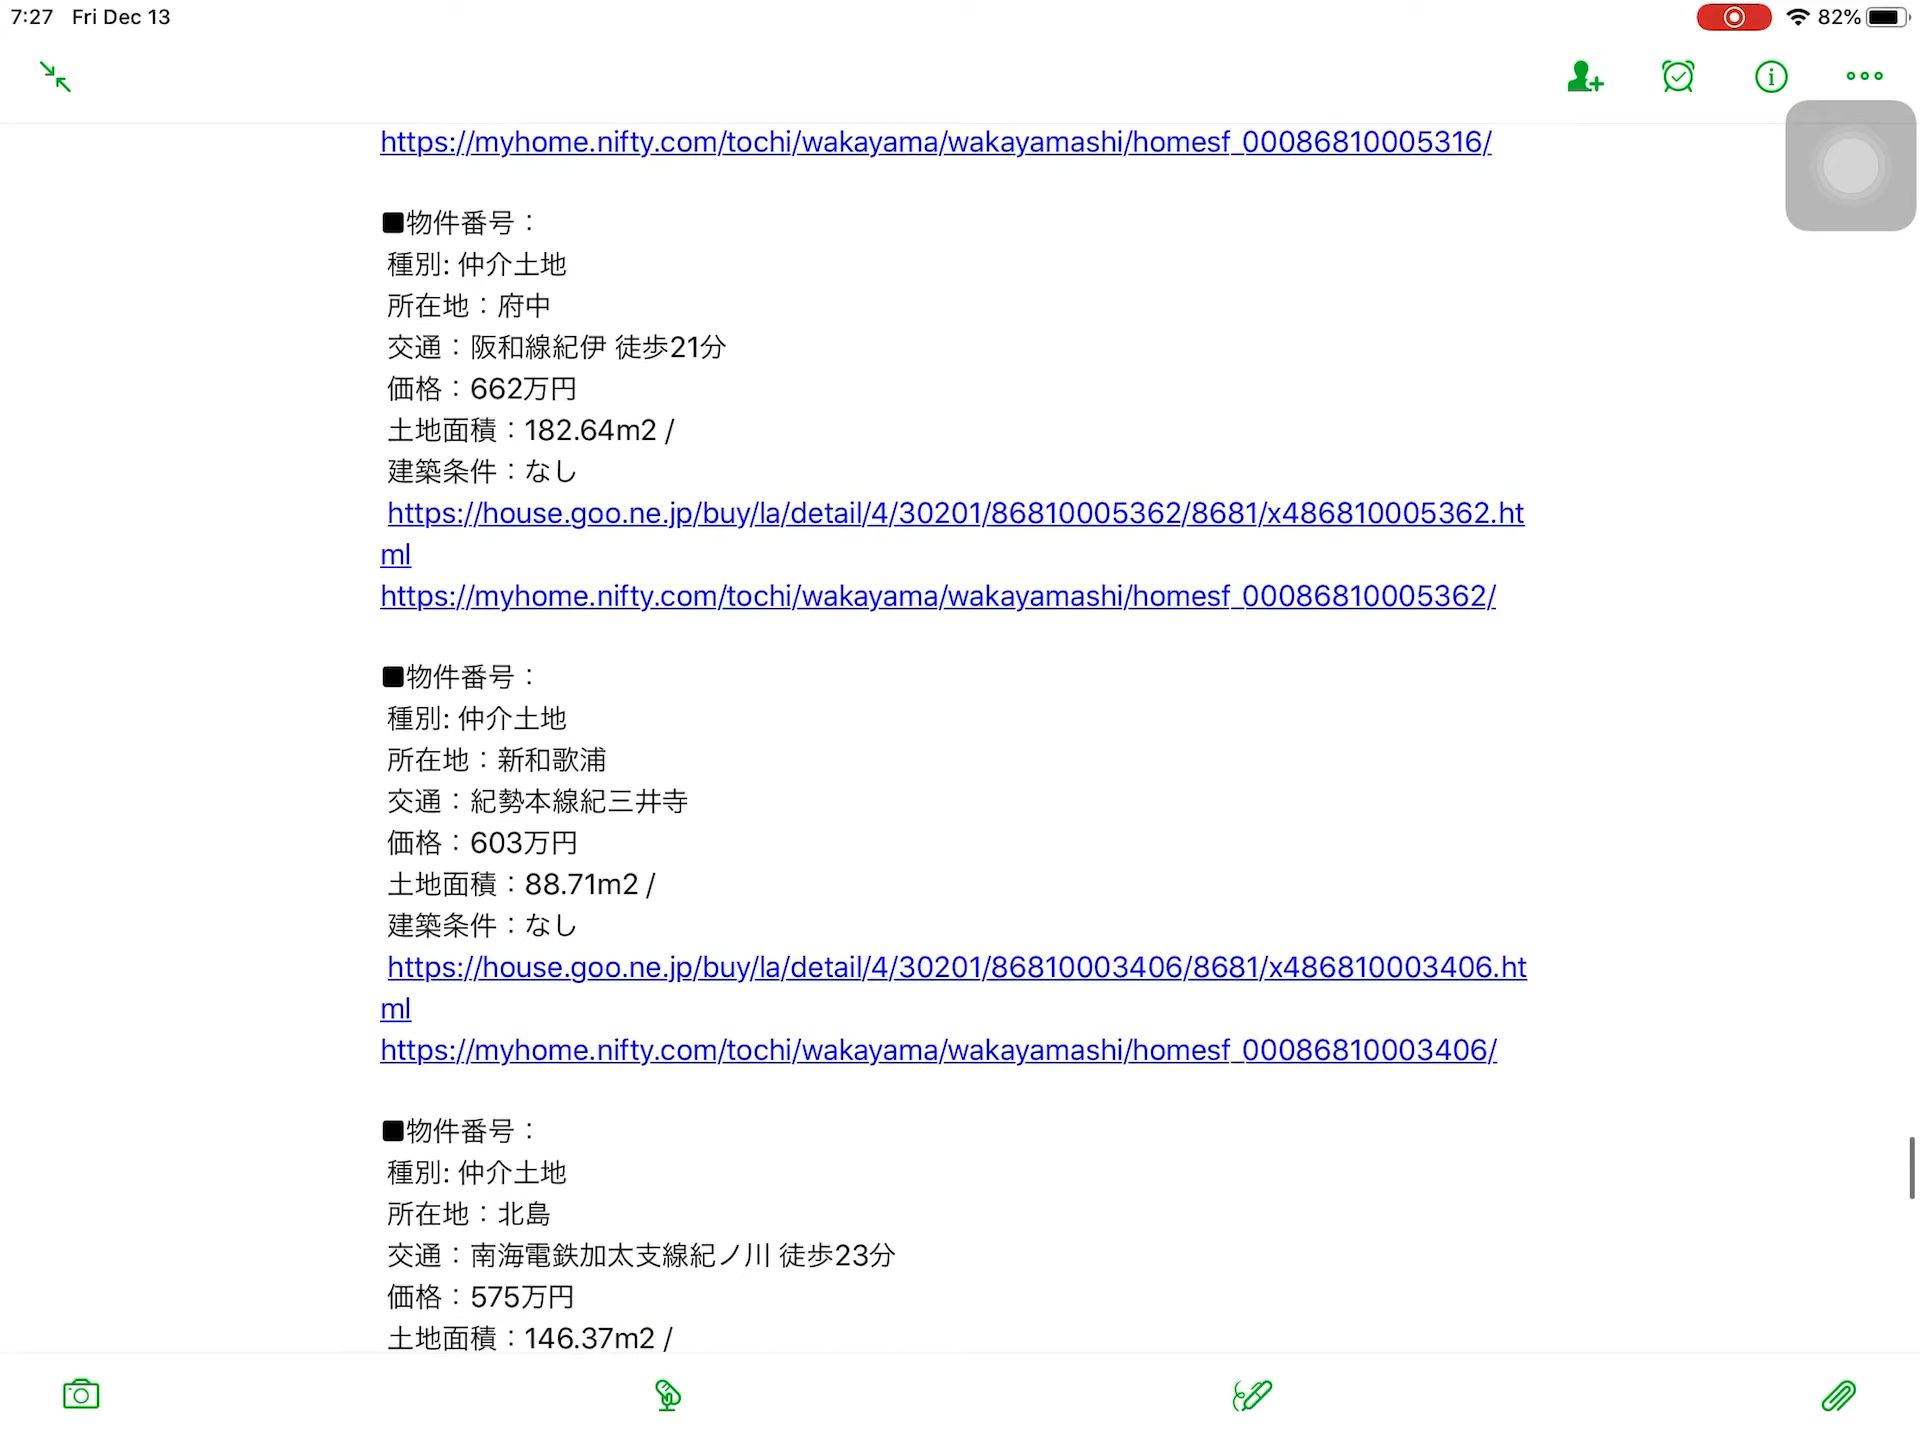 7:27 Fri Dec 13
82%
https://myhome.nifty.com/tochi/wakayama/wakayamashi/homesf_00086810005316/
■物件番号：
種別: 仲介土地
所在地：府中
交通：阪和線紀伊 徒歩21分
価格：662万円
土地面積：182.64m2 /
建築条件：なし
https://house.goo.ne.jp/buy/la/detail/4/30201/86810005362/8681/x486810005362.ht
ml
https://myhome.nifty.com/tochi/wakayama/wakayamashi/homesf_00086810005362/
■物件番号：
種別: 仲介土地
所在地：新和歌浦
交通：紀勢本線紀三井寺
価格：603万円
土地面積：88.71m2 /
建築条件：なし
https://house.goo.ne.jp/buy/la/detail/4/30201/86810003406/8681/x486810003406.ht
ml
https://myhome.nifty.com/tochi/wakayama/wakayamashi/homesf_00086810003406/
■物件番号：
種別: 仲介土地
所在地：北島
交通：南海電鉄加太支線紀ノ川 徒歩23分
価格：575万円
土地面積：146.37m2 /